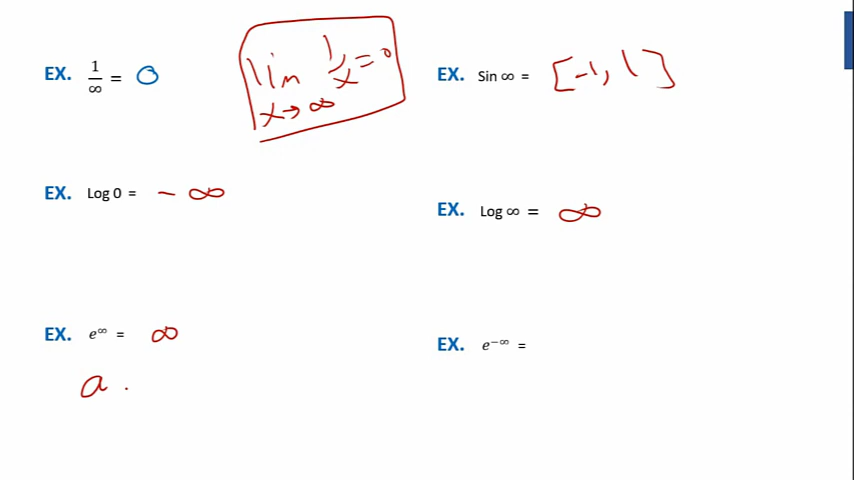 EX. 1/∞ = 0
lim 1/x = 0
x→∞
EX. Sin ∞ = [-1, 1]
EX. Log 0 = - ∞
EX. Log ∞ = ∞
EX. e^∞ = ∞
a .
EX. e^-∞ =